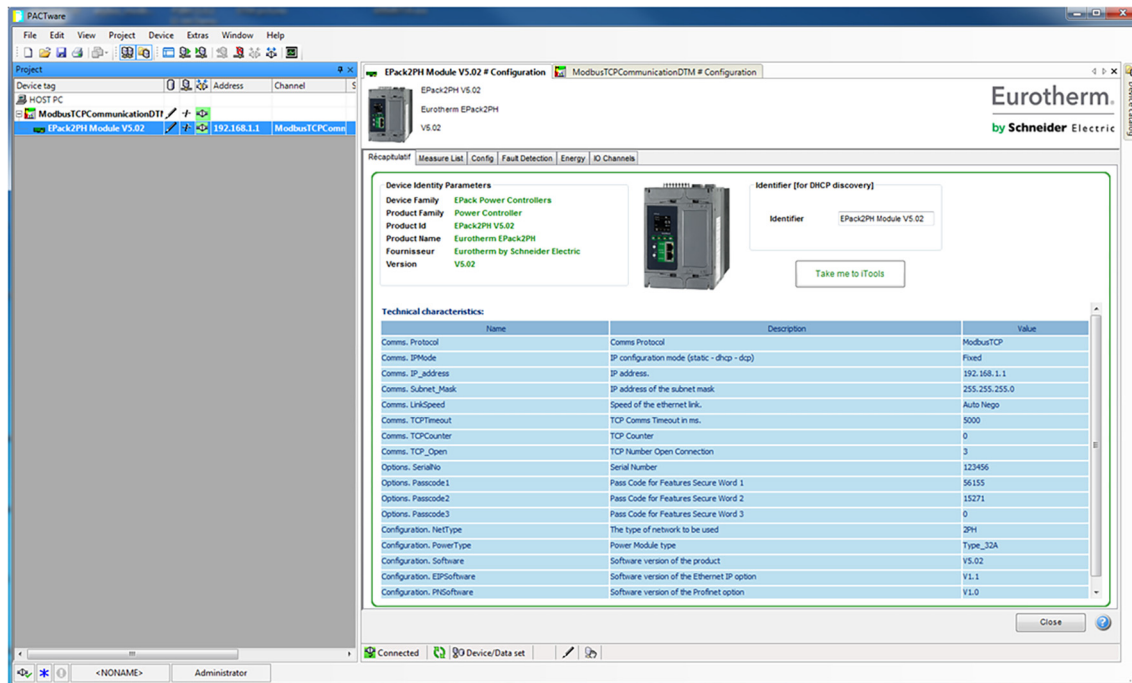 PACTware
File Edit View Project Device Extras Window Help
Project
Device tag Address Channel S
HOST PC
ModbusTCPCommunicationDTM
EPack2PH Module V5.02 192.168.1.1 ModbusTCPComm
EPack2PH Module V5.02 # Configuration ModbusTCPCommunicationDTM # Configuration
EPack2PH V5.02
Eurotherm EPack2PH
V5.02
Eurotherm.
by Schneider Electric
Device Catalog
Récapitulatif Measure List Config Fault Detection Energy IO Channels
Device Identity Parameters
Device Family EPack Power Controllers
Product Family Power Controller
Product Id EPack2PH V5.02
Product Name Eurotherm EPack2PH
Fournisseur Eurotherm by Schneider Electric
Version V5.02
Identifier [for DHCP discovery]
Identifier EPack2PH Module V5.02
Take me to iTools
Technical characteristics:
Name Description Value
Comms. Protocol Comms Protocol ModbusTCP
Comms. IPMode IP configuration mode (static - dhcp - dcp) Fixed
Comms. IP_address IP address. 192.168.1.1
Comms. Subnet_Mask IP address of the subnet mask 255.255.255.0
Comms. LinkSpeed Speed of the ethernet link. Auto Nego
Comms. TCPTimeout TCP Comms Timeout in ms. 5000
Comms. TCPCounter TCP Counter 0
Comms. TCP_Open TCP Number Open Connection 3
Options. SerialNo Serial Number 123456
Options. Passcode1 Pass Code for Features Secure Word 1 56155
Options. Passcode2 Pass Code for Features Secure Word 2 15271
Options. Passcode3 Pass Code for Features Secure Word 3 0
Configuration. NetType The type of network to be used 2PH
Configuration. PowerType Power Module type Type_32A
Configuration. Software Software version of the product V5.02
Configuration. EIPSoftware Software version of the Ethernet IP option V1.1
Configuration. PNSoftware Software version of the Profinet option V1.0
Close
Connected Device/Data set
<NONAME> Administrator